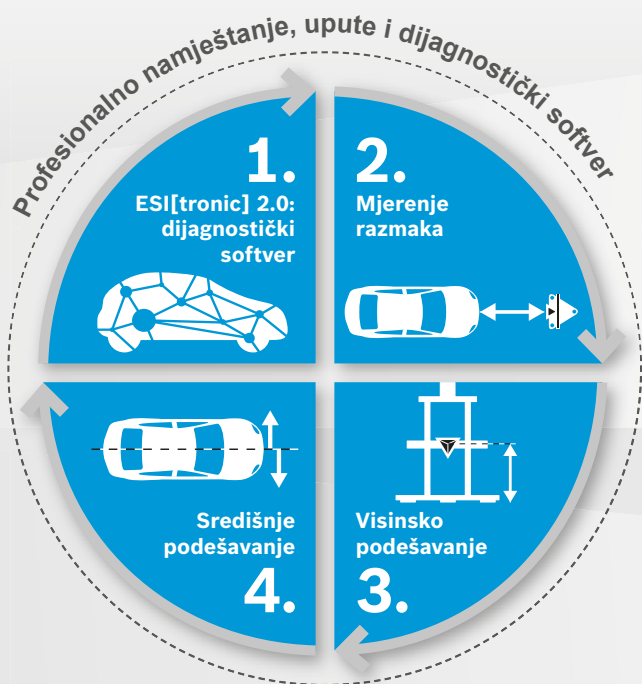 Profesionalno namještanje, upute i dijagnostički softver
1.
ESI[tronic] 2.0:
dijagnostički
softver
2.
Mjerenje
razmaka
Visinsko
podešavanje
3.
Središnje
podešavanje
4.